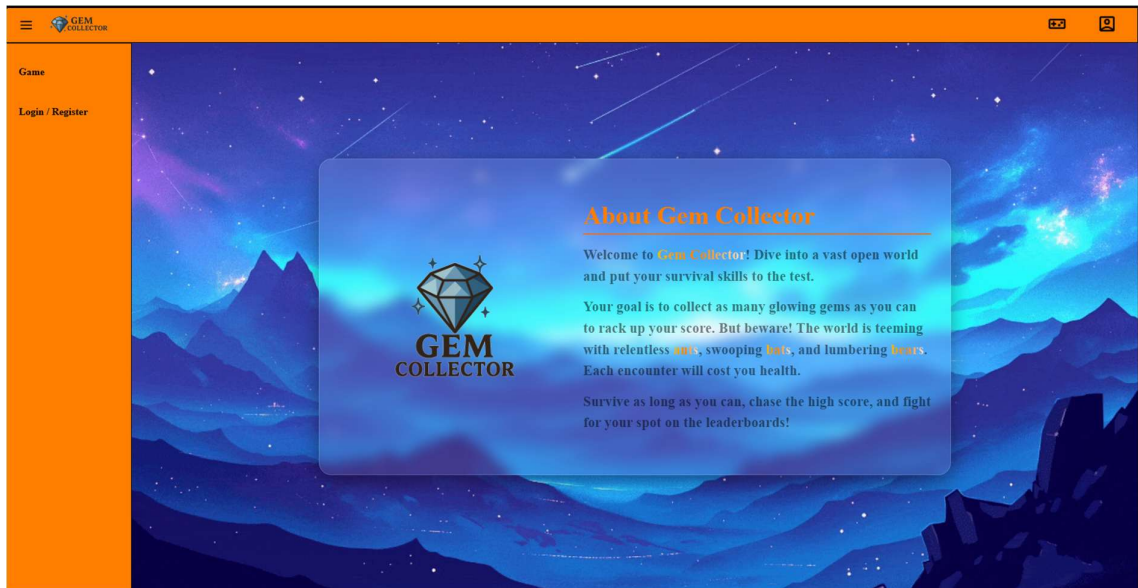 GEM
COLLECTOR
Game
Login / Register
GEM
COLLECTOR
About Gem Collector
Welcome to Gem Collector! Dive into a vast open world
and put your survival skills to the test.
Your goal is to collect as many glowing gems as you can
to rack up your score. But beware! The world is teeming
with relentless ants, swooping bats, and lumbering bears.
Each encounter will cost you health.
Survive as long as you can, chase the high score, and fight
for your spot on the leaderboards!